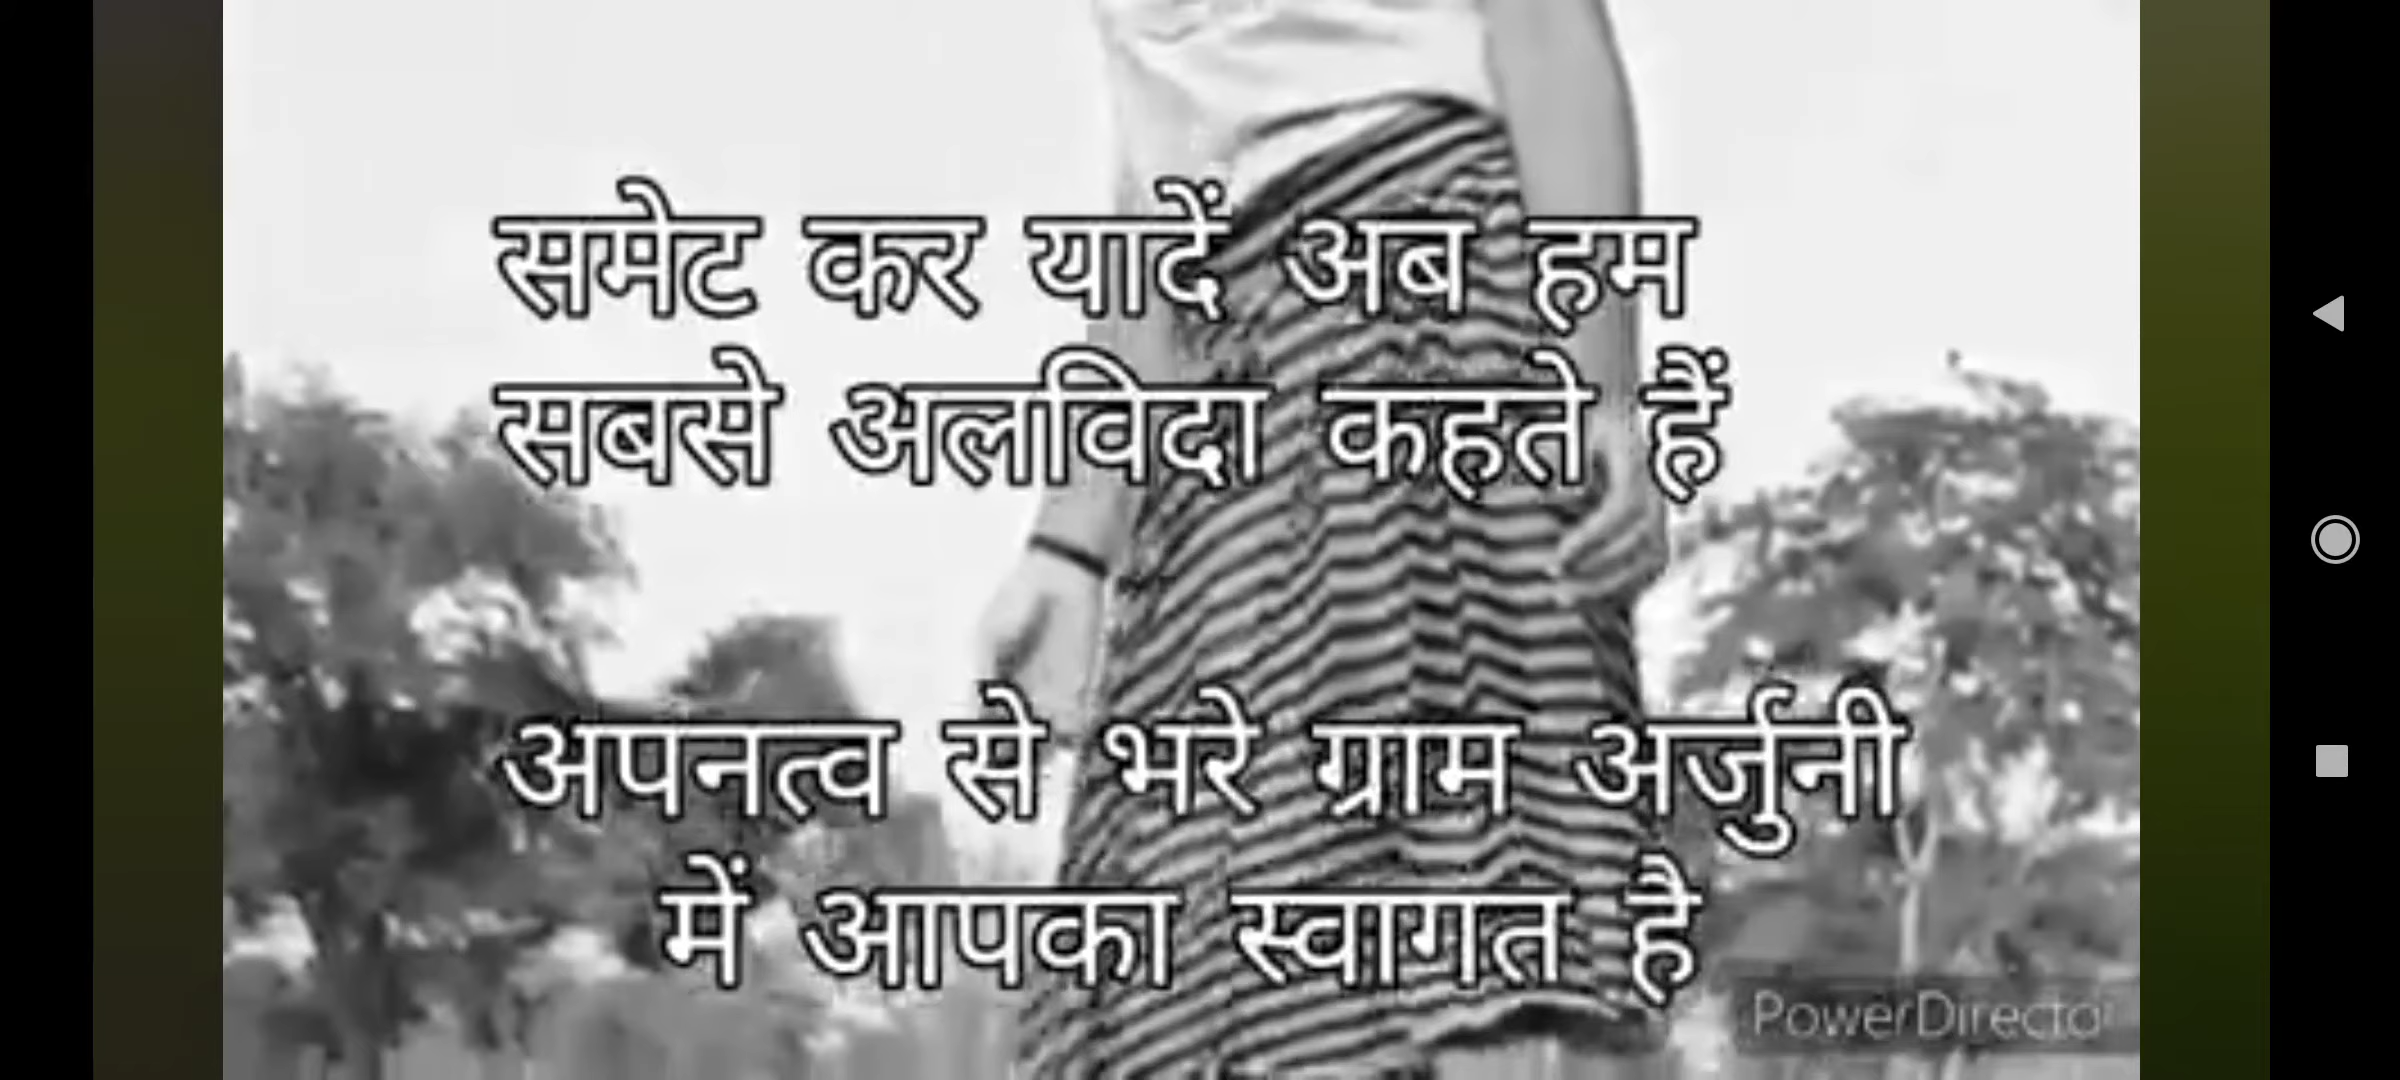 समेट कर यादें अब हम
सबसे अलविदा कहते हैं
अपनत्व से भरे ग्राम अर्जुनी
में आपका स्वागत है
PowerDirecto